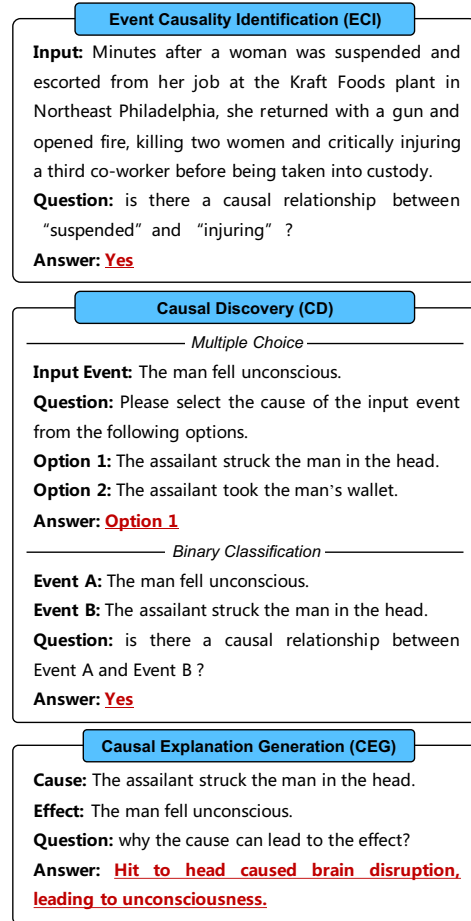 Event Causality Identification (ECI)
Input: Minutes after a woman was suspended and
escorted from her job at the Kraft Foods plant in
Northeast Philadelphia, she returned with a gun and
opened fire, killing two women and critically injuring
a third co-worker before being taken into custody.
Question: is there a causal relationship between
“suspended” and “injuring” ?
Answer: Yes
Causal Discovery (CD)
Multiple Choice
Input Event: The man fell unconscious.
Question: Please select the cause of the input event
from the following options.
Option 1: The assailant struck the man in the head.
Option 2: The assailant took the man's wallet.
Answer: Option 1
Binary Classification
Event A: The man fell unconscious.
Event B: The assailant struck the man in the head.
Question: is there a causal relationship between
Event A and Event B ?
Answer: Yes
Causal Explanation Generation (CEG)
Cause: The assailant struck the man in the head.
Effect: The man fell unconscious.
Question: why the cause can lead to the effect?
Answer: Hit to head caused brain disruption,
leading to unconsciousness.